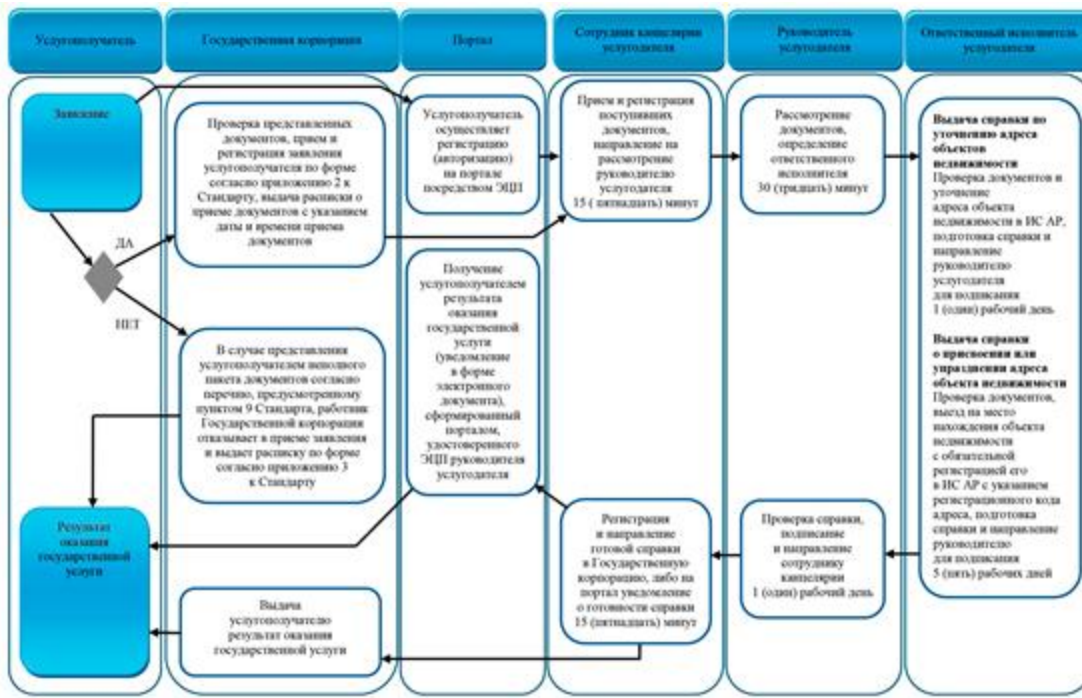 Услугополучатель
Государственная корпорация
Портал
Сотрудник канцелярии
услугодателя
Руководитель
услугодателя
Ответственный исполнитель
услугодателя
Заявление
ДА
НЕТ
Результат
оказания
государственной
услуги
Проверка представленных
документов, прием и
регистрация заявления
услугополучателя по форме
согласно приложению 2 к
Стандарту, выдача расписки о
приеме документов с указанием
даты и времени приема
документов
В случае представления
услугополучателем неполного
пакета документов согласно
перечню, предусмотренному
пунктом 9 Стандарта, работник
Государственной корпорации
отказывает в приеме заявления
и выдает расписку по форме
согласно приложению 3
к Стандарту
Выдача
услугополучателю
результат оказания
государственной услуги
Услугополучатель
осуществляет
регистрацию
(авторизацию)
на портале
посредством ЭЦП
Получение
услугополучателем
результата
оказания
государственной
услуги
(уведомление
в форме
электронного
документа),
сформированный
порталом,
удостоверенного
ЭЦП руководителя
услугодателя
Прием и регистрация
поступивших
документов,
направление на
рассмотрение
руководителю
услугодателя
15 ( пятнадцать) минут
Регистрация
и направление
готовой справки
в Государственную
корпорацию, либо на
портал уведомление
о готовности справки
15 (пятнадцать) минут
Рассмотрение
документов,
определение
ответственного
исполнителя
30 (тридцать) минут
Проверка справки,
подписание
и направление
сотруднику
канцелярии
1 (один) рабочий день
Выдача справки по
уточнению адреса
объектов
недвижимости
Проверка документов и
уточнение
адреса объекта
недвижимости в ИС АР,
подготовка справки и
направление
руководителю
услугодателя
для подписания
1 (один) рабочий день
Выдача справки
о присвоении или
упразднении адреса
объекта недвижимости
Проверка документов,
выезд на место
нахождения объекта
недвижимости
с обязательной
регистрацией его
в ИС АР с указанием
регистрационного кода
адреса, подготовка
справки и направление
руководителю
для подписания
5 (пять) рабочих дней